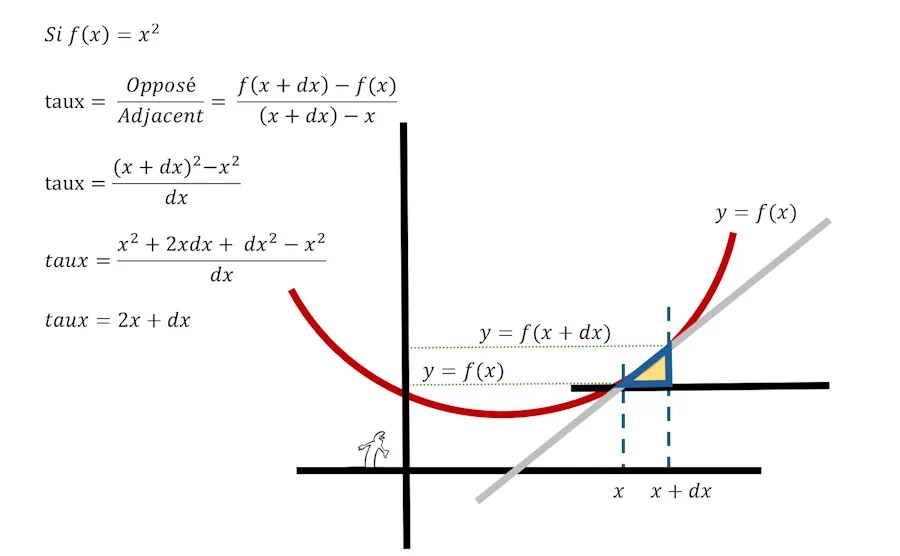 Si f(x) = x²
taux = Opposé / Adjacent = f(x + dx) − f(x) / (x + dx) − x
taux = (x + dx)²−x² / dx
taux = x² + 2xdx + dx² − x² / dx
taux = 2x + dx
y = f(x)
y = f(x + dx)
y = f(x)
x
x + dx